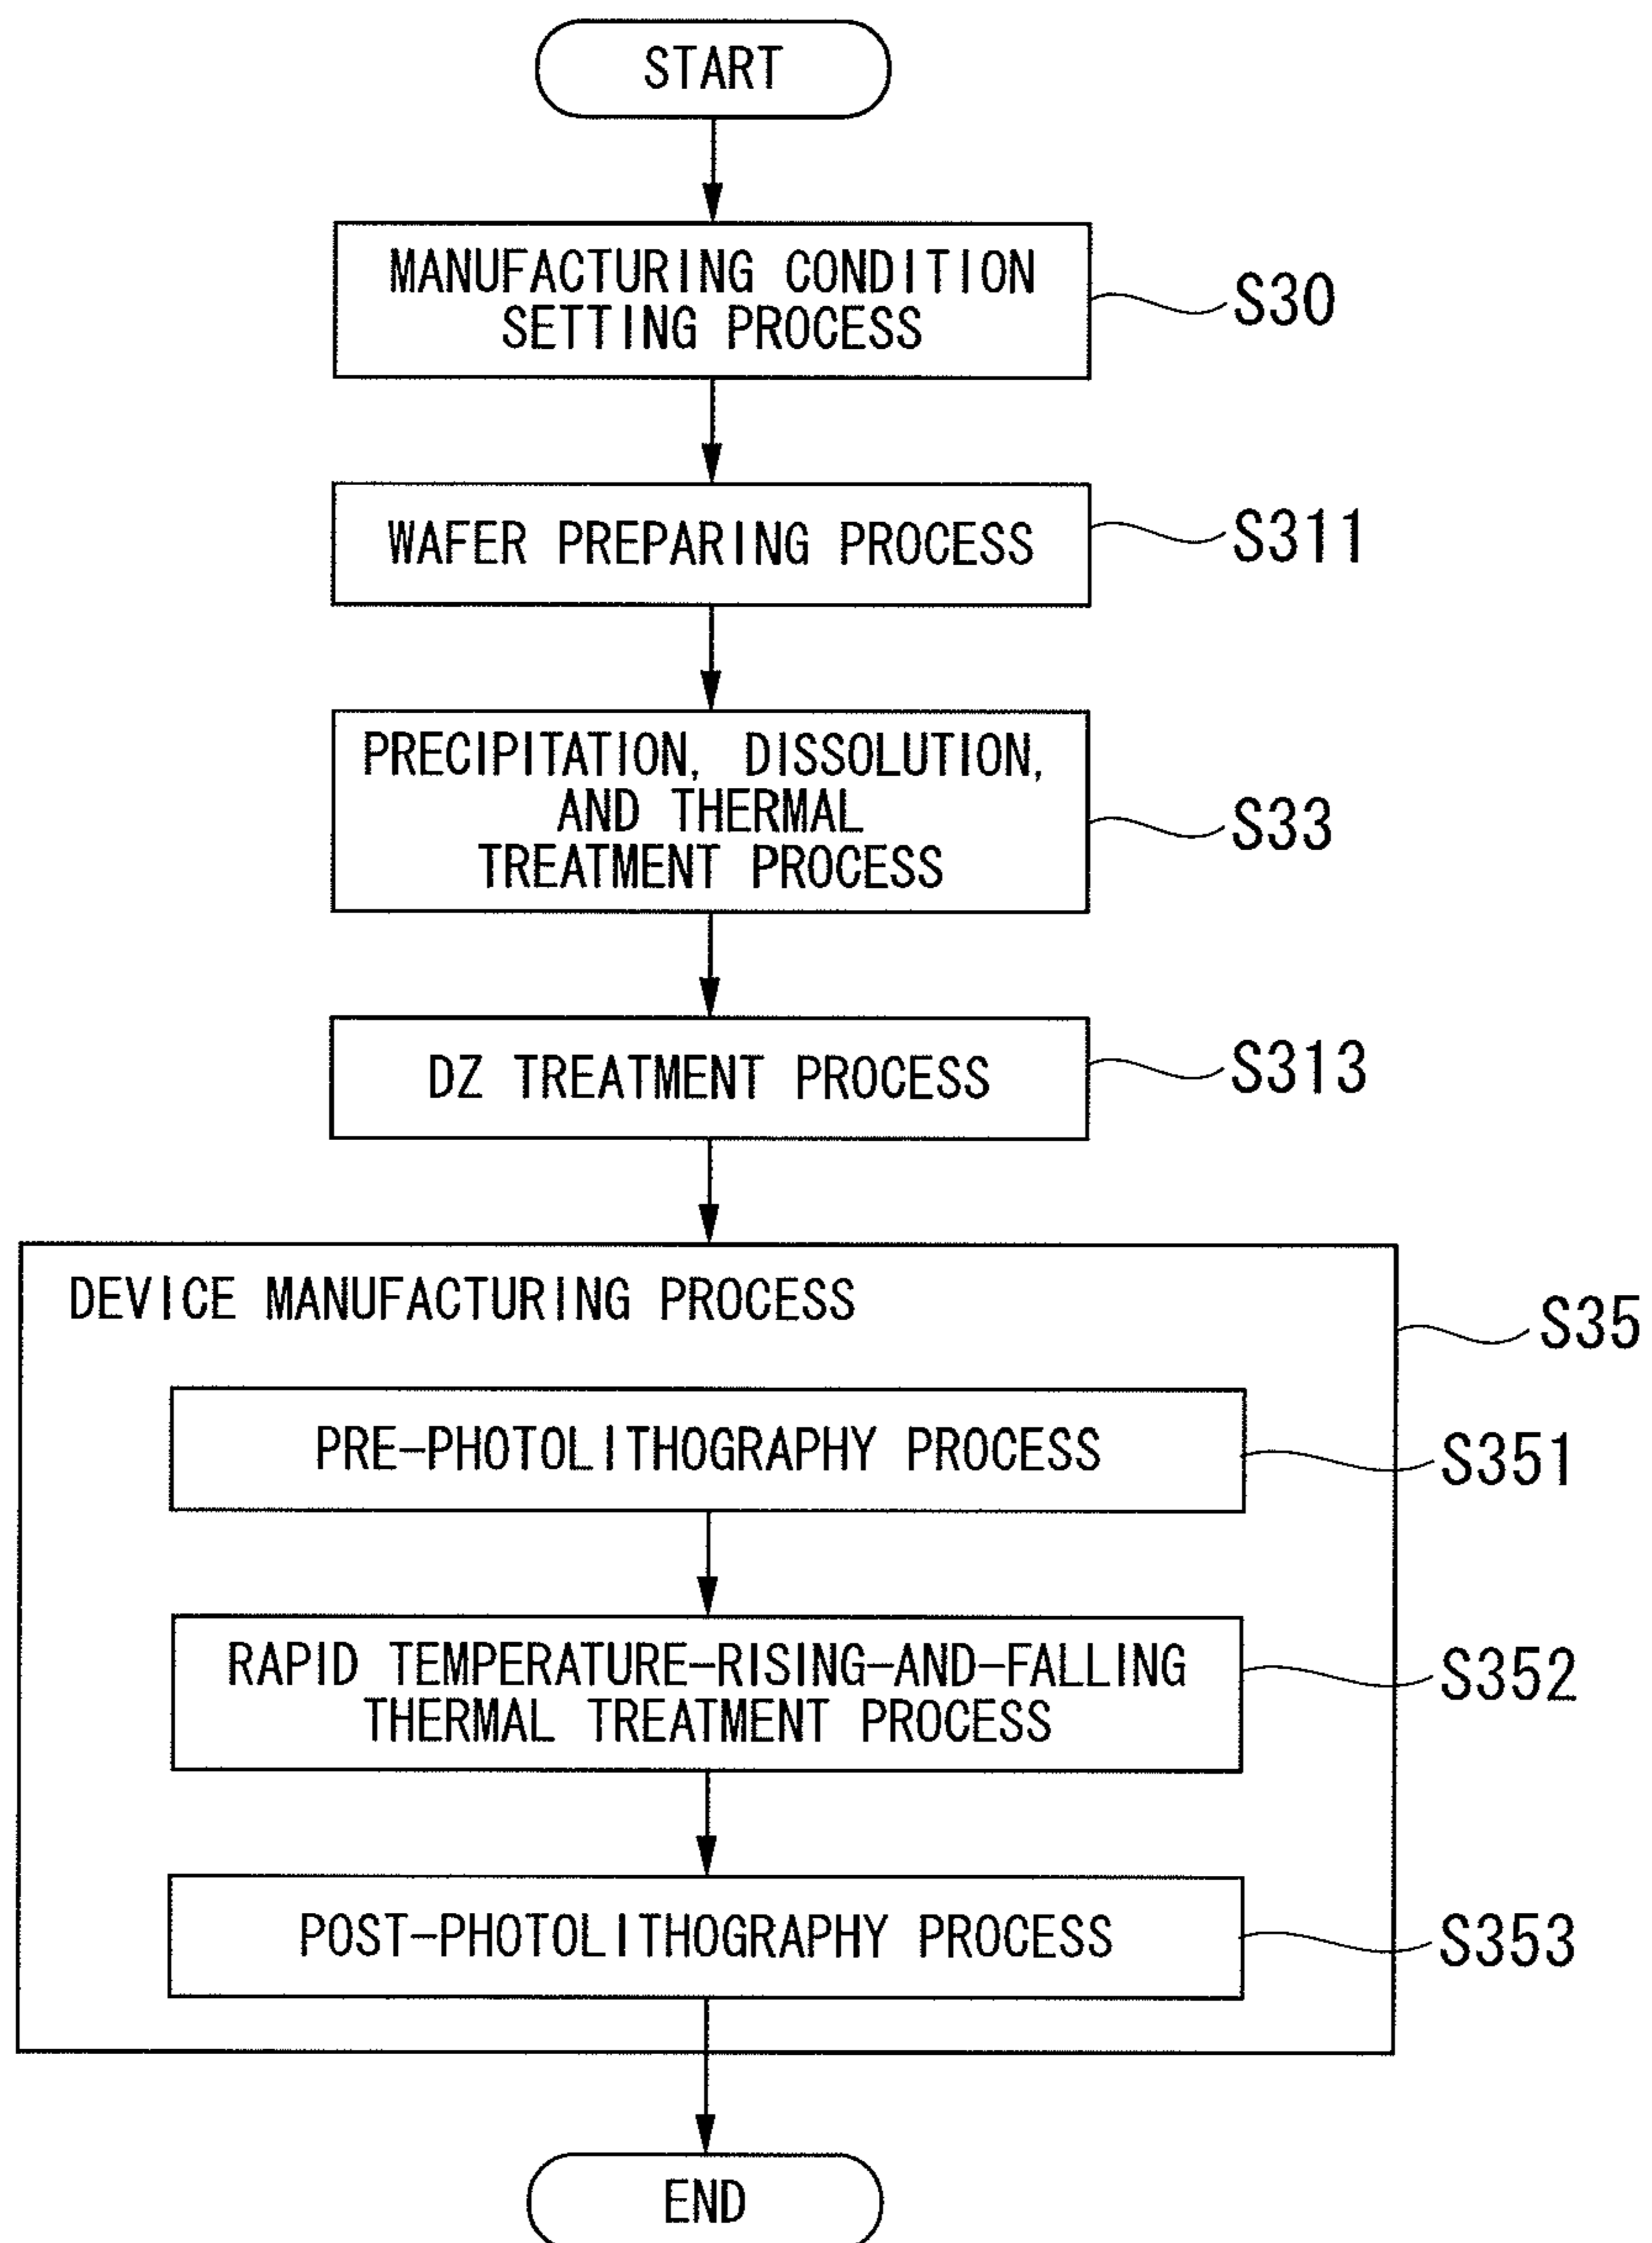 START
MANUFACTURING CONDITION
SETTING PROCESS
S30
WAFER PREPARING PROCESS
S311
PRECIPITATION, DISSOLUTION,
AND THERMAL
TREATMENT PROCESS
S33
DZ TREATMENT PROCESS
S313
DEVICE MANUFACTURING PROCESS
S35
PRE-PHOTOLITHOGRAPHY PROCESS
S351
RAPID TEMPERATURE-RISING-AND-FALLING
THERMAL TREATMENT PROCESS
S352
POST-PHOTOLITHOGRAPHY PROCESS
S353
END